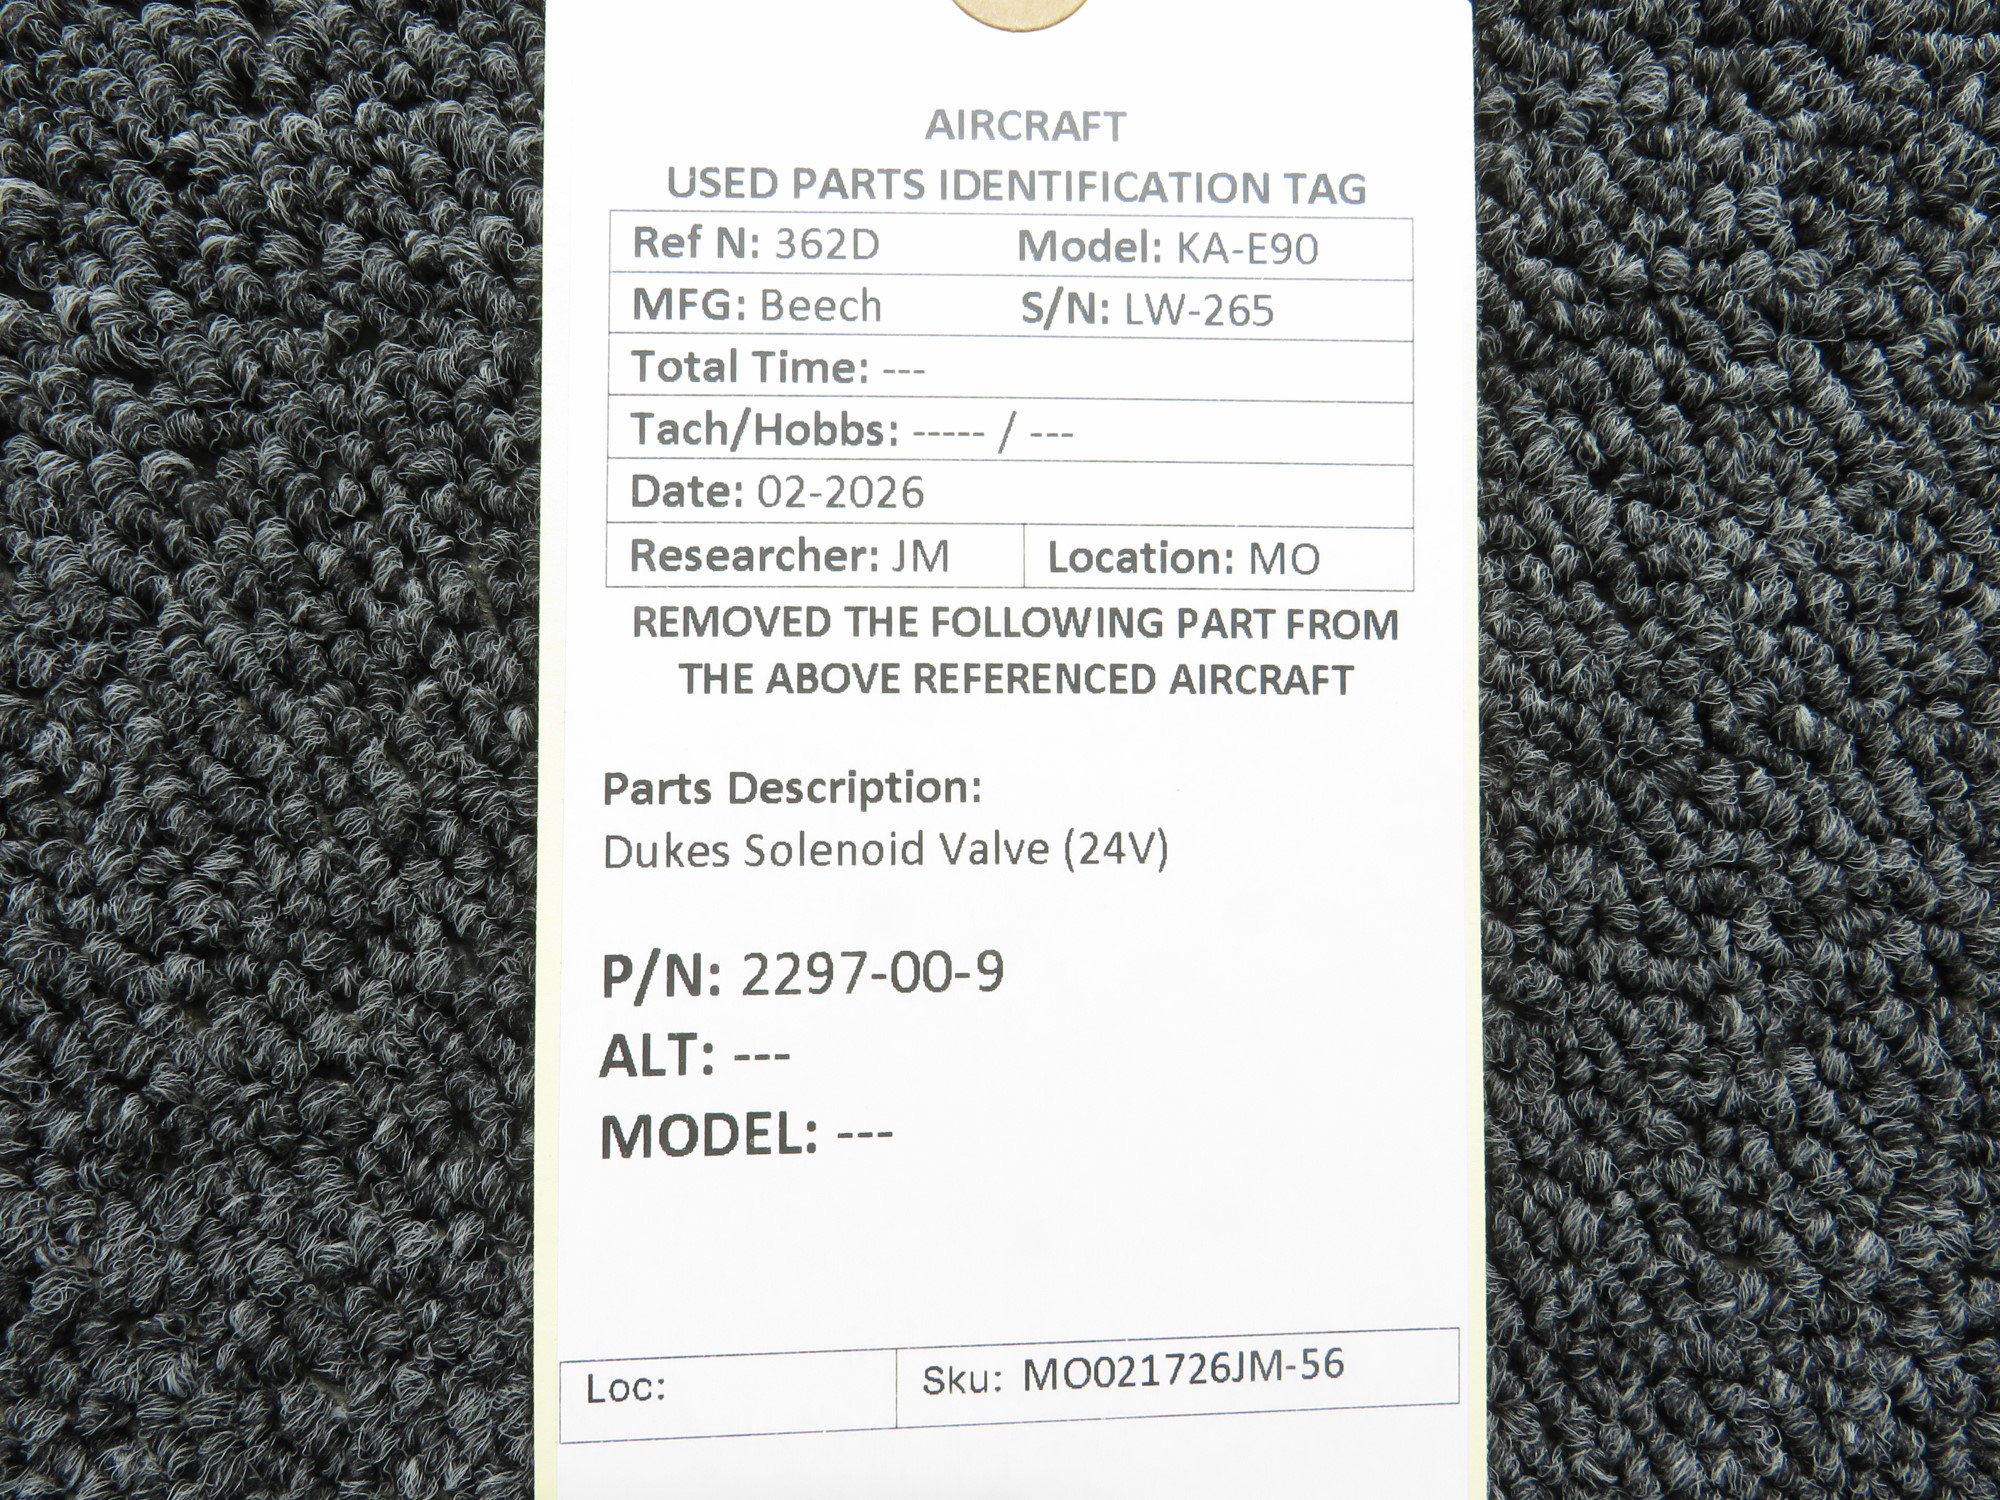 AIRCRAFT
USED PARTS IDENTIFICATION TAG
Ref N: 362D Model: KA-E90
MFG: Beech S/N: LW-265
Total Time: ---
Tach/Hobbs: ----- / ---
Date: 02-2026
Researcher: JM Location: MO
REMOVED THE FOLLOWING PART FROM
THE ABOVE REFERENCED AIRCRAFT
Parts Description:
Dukes Solenoid Valve (24V)
P/N: 2297-00-9
ALT: ---
MODEL: ---
Loc: Sku: MO021726JM-56